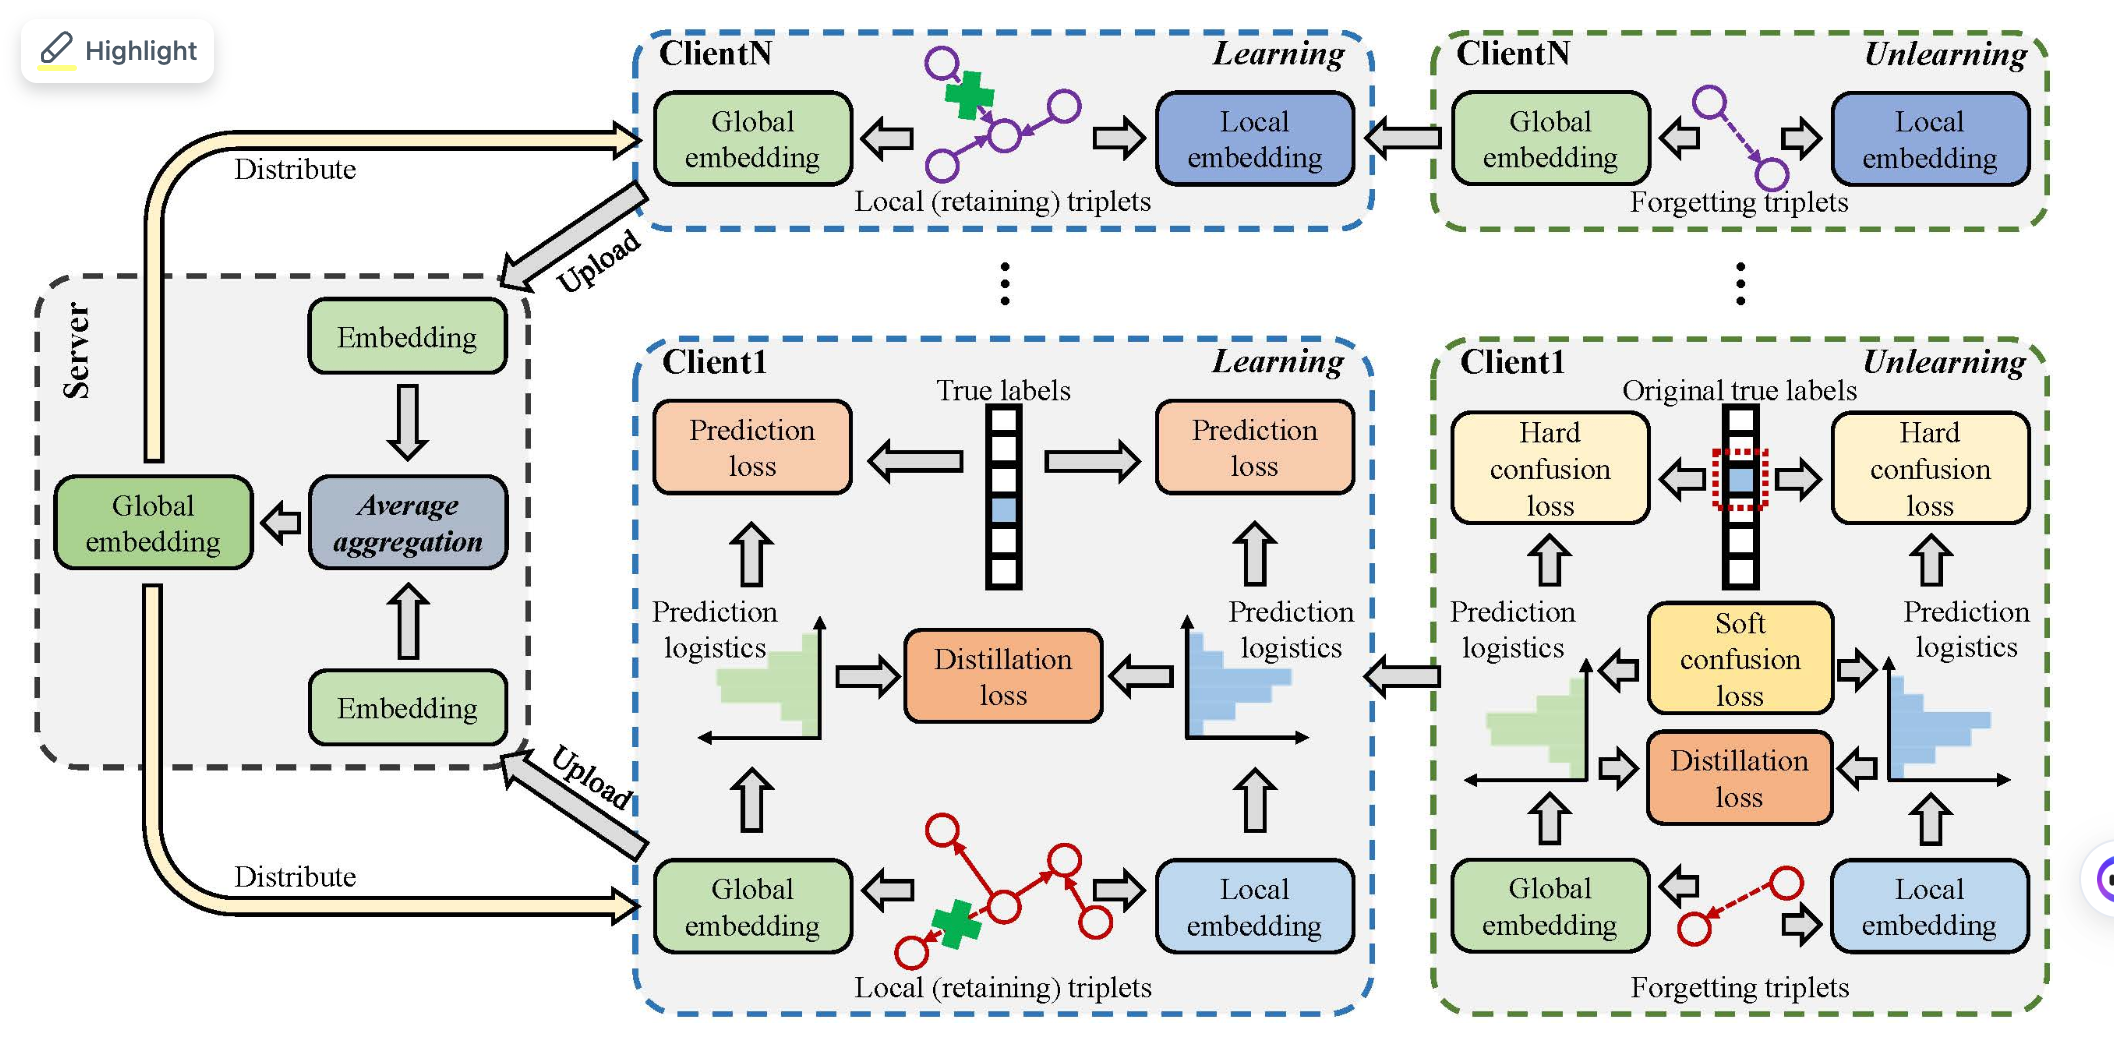 Highlight
ClientN
Learning
Global
embedding
Local
embedding
Local (retaining) triplets
ClientN
Unlearning
Global
embedding
Local
embedding
Forgetting triplets
Distribute
Upload
Server
Embedding
Global
embedding
Average
aggregation
Embedding
Upload
Distribute
Client1
Learning
True labels
Prediction
loss
Prediction
loss
Prediction
logistics
Distillation
loss
Prediction
logistics
Global
embedding
Local
embedding
Local (retaining) triplets
Client1
Unlearning
Original true labels
Hard
confusion
loss
Hard
confusion
loss
Prediction
logistics
Soft
confusion
loss
Prediction
logistics
Distillation
loss
Global
embedding
Local
embedding
Forgetting triplets